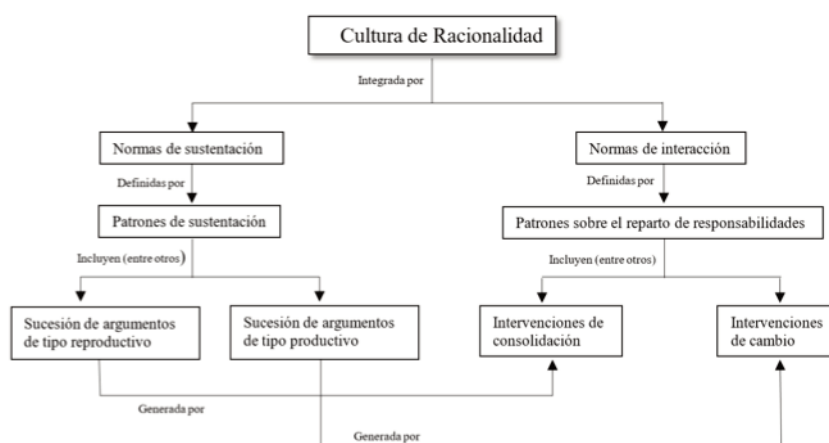 Cultura de Racionalidad
Integrada por
Normas de sustentación
Normas de interacción
Definidas por
Definidas por
Patrones de sustentación
Patrones sobre el reparto de responsabilidades
Incluyen (entre otros)
Incluyen (entre otros)
Sucesión de argumentos
de tipo reproductivo
Sucesión de argumentos
de tipo productivo
Intervenciones de
consolidación
Intervenciones
de cambio
Generada por
Generada por